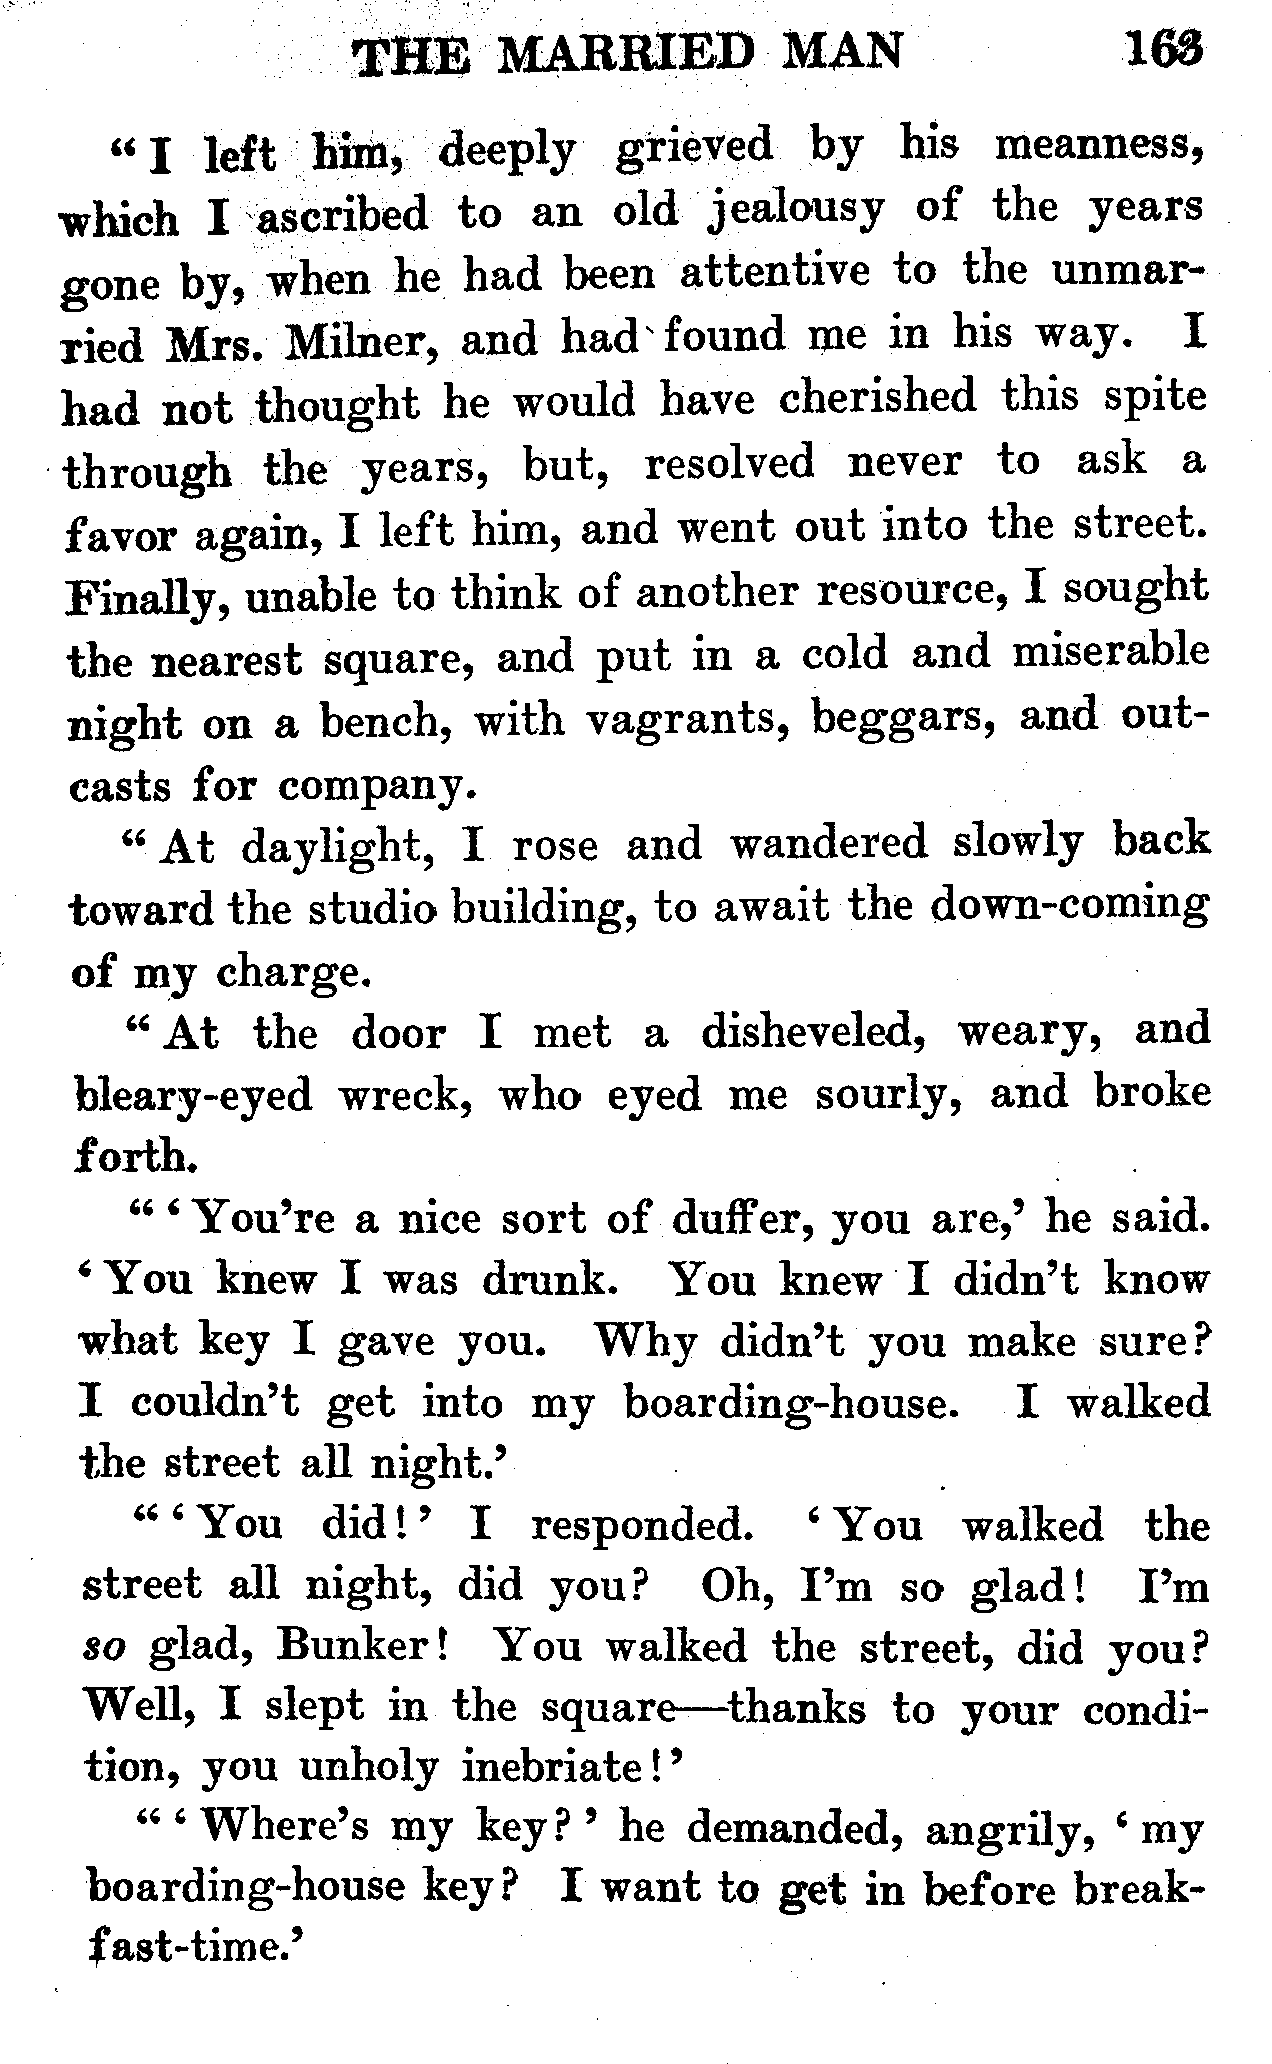 THE MARRIED MAN 163
“I left him, deeply grieved by his meanness,
which I ascribed to an old jealousy of the years
gone by, when he had been attentive to the unmar-
ried Mrs. Milner, and had found me in his way. I
had not thought he would have cherished this spite
through the years, but, resolved never to ask a
favor again, I left him, and went out into the street.
Finally, unable to think of another resource, I sought
the nearest square, and put in a cold and miserable
night on a bench, with vagrants, beggars, and out-
casts for company.
“At daylight, I rose and wandered slowly back
toward the studio building, to await the down-coming
of my charge.
“At the door I met a disheveled, weary, and
bleary-eyed wreck, who eyed me sourly, and broke
forth.
“‘You’re a nice sort of duffer, you are,’ he said.
‘You knew I was drunk. You knew I didn’t know
what key I gave you. Why didn’t you make sure?
I couldn’t get into my boarding-house. I walked
the street all night.’
“‘You did!’ I responded. ‘You walked the
street all night, did you? Oh, I’m so glad! I’m
so glad, Bunker! You walked the street, did you?
Well, I slept in the square—thanks to your condi-
tion, you unholy inebriate!’
“‘Where’s my key?’ he demanded, angrily, ‘my
boarding-house key? I want to get in before break-
fast-time.’